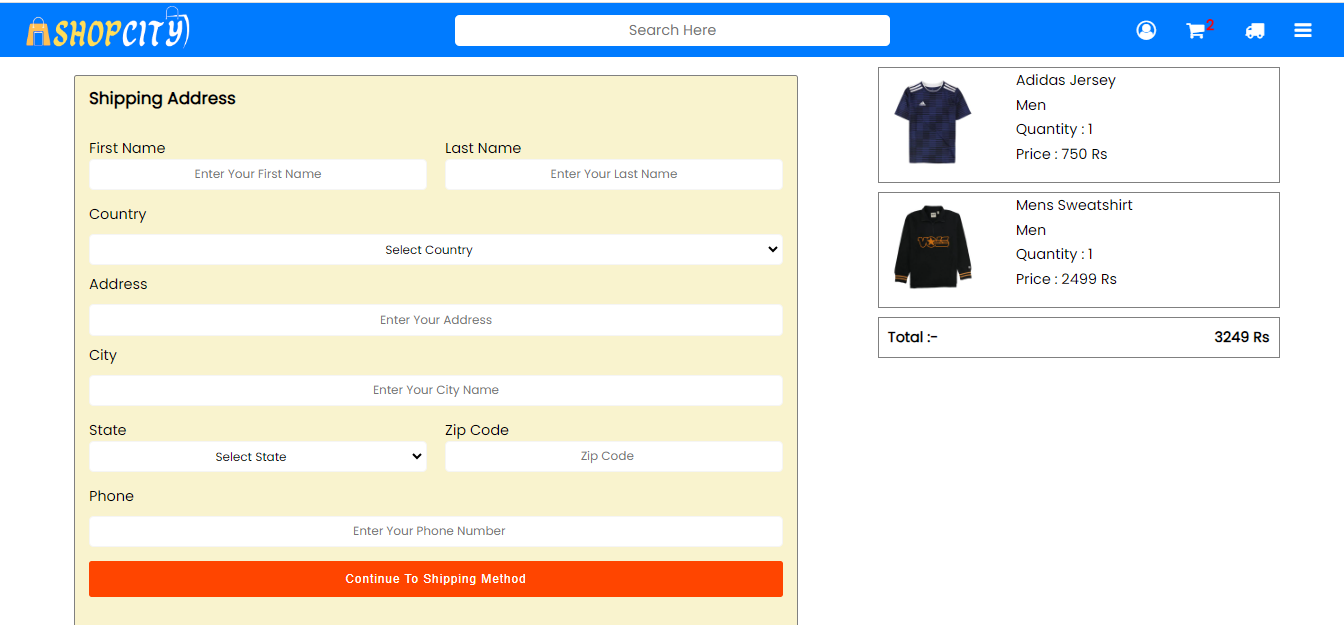 SHOPCITY
Search Here
2
Shipping Address
First Name
Last Name
Enter Your First Name
Enter Your Last Name
Country
Select Country
Address
Enter Your Address
City
Enter Your City Name
State
Zip Code
Select State
Zip Code
Phone
Enter Your Phone Number
Continue To Shipping Method
Adidas Jersey
Men
Quantity : 1
Price : 750 Rs
Mens Sweatshirt
Men
Quantity : 1
Price : 2499 Rs
Total :-
3249 Rs